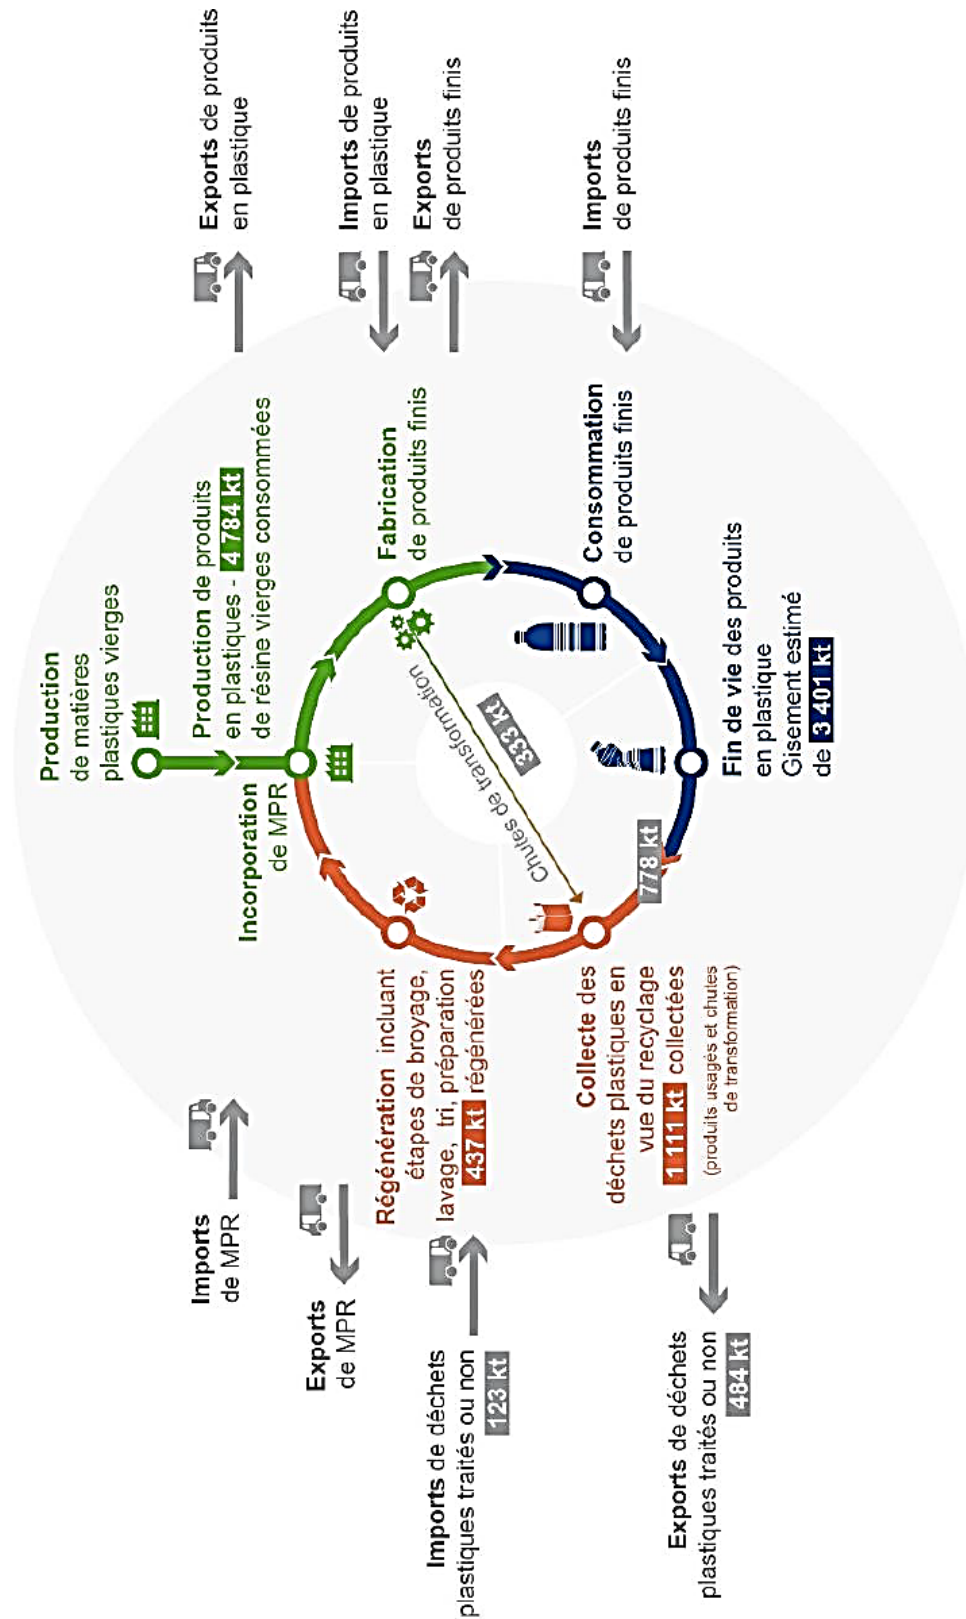 Production
de matières
plastiques vierges
Production de produits
en plastiques - 4 784 kt
de résine vierges consommées
Exports de produits
en plastique
Incorporation
de MPR
Imports
de MPR
Exports
de MPR
Fabrication
de produits finis
Imports de produits
en plastique
Exports
de produits finis
Régénération incluant
étapes de broyage,
lavage, tri, préparation
437 kt régénérées
Imports de déchets
plastiques traités ou non
123 kt
Chutes de transformation
333 kt
Consommation
de produits finis
Imports
de produits finis
Collecte des
déchets plastiques en
vue du recyclage
1 111 kt collectées
(produits usagés et chutes
de transformation)
778 kt
Exports de déchets
plastiques traités ou non
484 kt
Fin de vie des produits
en plastique
Gisement estimé
de 3 401 kt